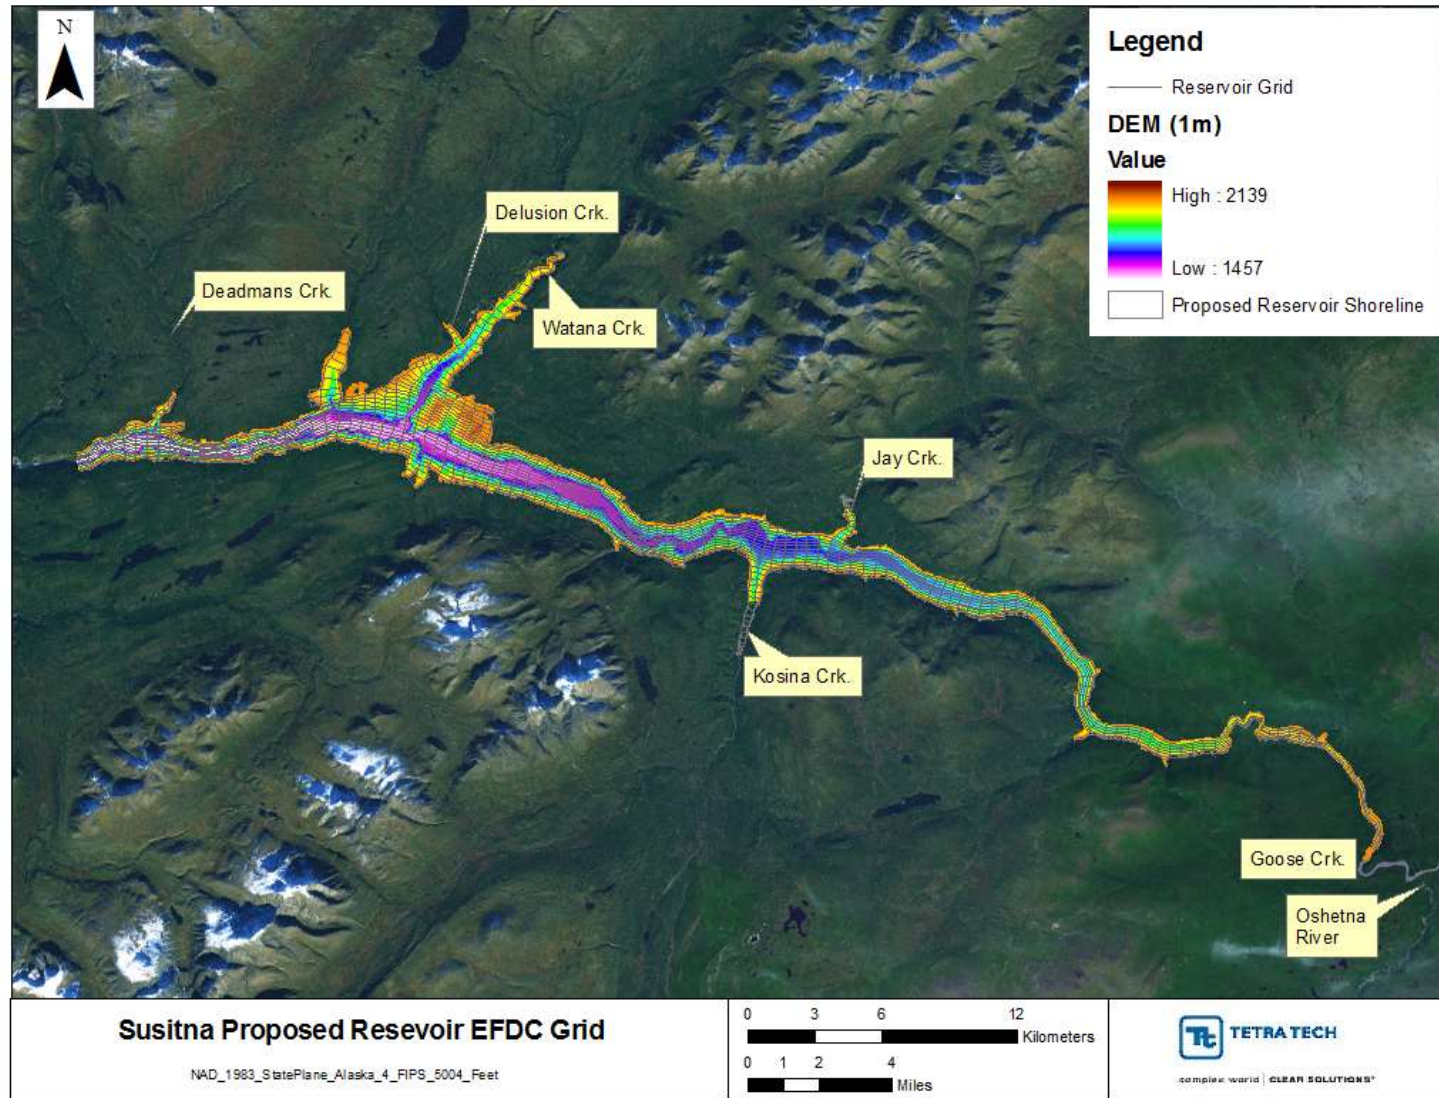 N
Legend
Reservoir Grid
DEM (1m)
Value
High : 2139
Low : 1457
Proposed Reservoir Shoreline
Delusion Crk.
Deadmans Crk.
Watana Crk.
Jay Crk.
Kosina Crk.
Goose Crk.
Oshetna
River
Susitna Proposed Resevoir EFDC Grid
NAD_1983_StatePlane_Alaska_4_FIPS_5004_Feet
0 3 6 12
Kilometers
0 1 2 4
Miles
Tt TETRA TECH
complex world | CLEAR SOLUTIONS™